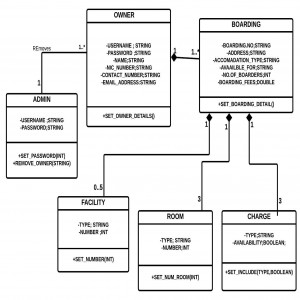 OWNER
-USERNAME ; STRING
-PASSWORD ;STRING
-NAME;STRING
-NIC_NUMBER;STRING
-CONTACT_NUMBER;STRING
-EMAIL_ADDRESS;STRING
+SET_OWNER_DETAILS()
BOARDING
-BOARDING.NO;STRING
-ADDRESS;STRING
-ACCOMADATION_TYPE;STRING
-AVAILBLE_FOR;STRING
-NO.OF_BOARDERS;INT
-BOARDING_FEES;DOUBLE
+SET_BOARDING_DETAIL()
REmoves
1..*
1
1
1..*
ADMIN
-USERNAME ;STRING
-PASSWORD;STRING
+SET_PASSWORD(INT)
+REMOVE_OWNER(STRING)
1
1
1
0..5
3
3
FACILITY
-TYPE; STRING
-NUMBER ;INT
+SET_NUMBER(INT)
ROOM
-TYPE; STRING
-NUMBER;INT
+SET_NUM_ROOM(INT)
CHARGE
-TYPE;STRING
-AVAILABILITY;BOOLEAN;
+SET_INCLUDE(TYPE,BOOLEAN)